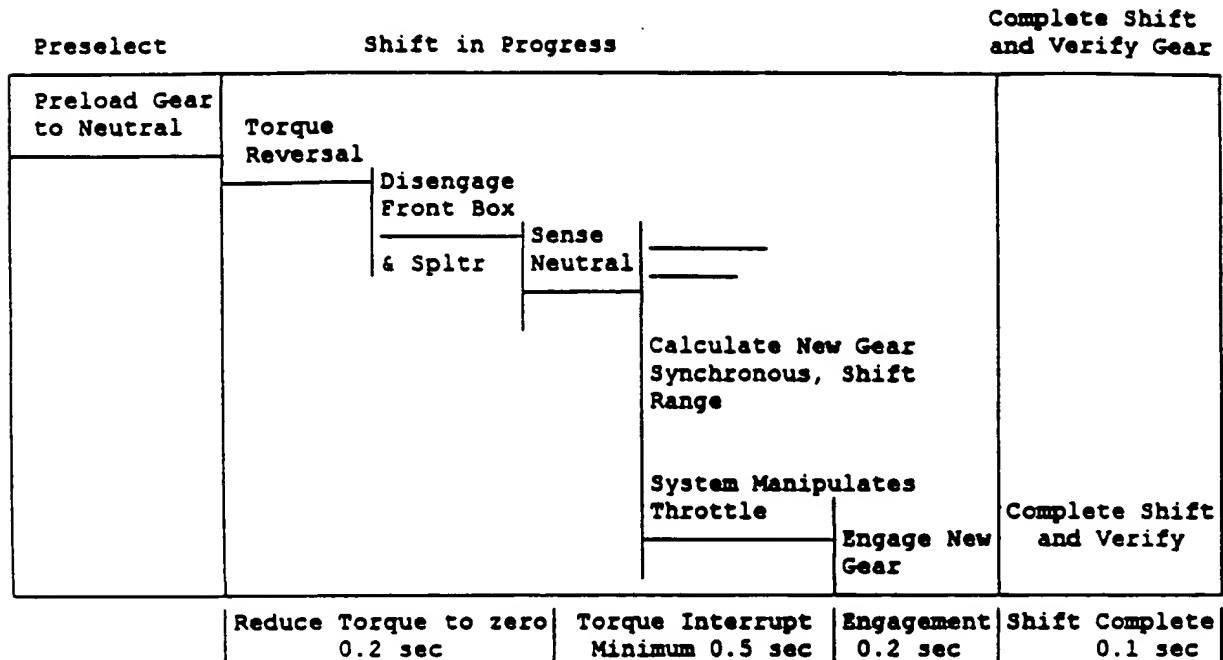 Preselect
Shift in Progress
Complete Shift
and Verify Gear
Preload Gear
to Neutral
Torque
Reversal
Disengage
Front Box
& Spltr
Sense
Neutral
Calculate New Gear
Synchronous, Shift
Range
System Manipulates
Throttle
Engage New
Gear
Complete Shift
and Verify
Reduce Torque to zero
0.2 sec
Torque Interrupt
Minimum 0.5 sec
Engagement
0.2 sec
Shift Complete
0.1 sec